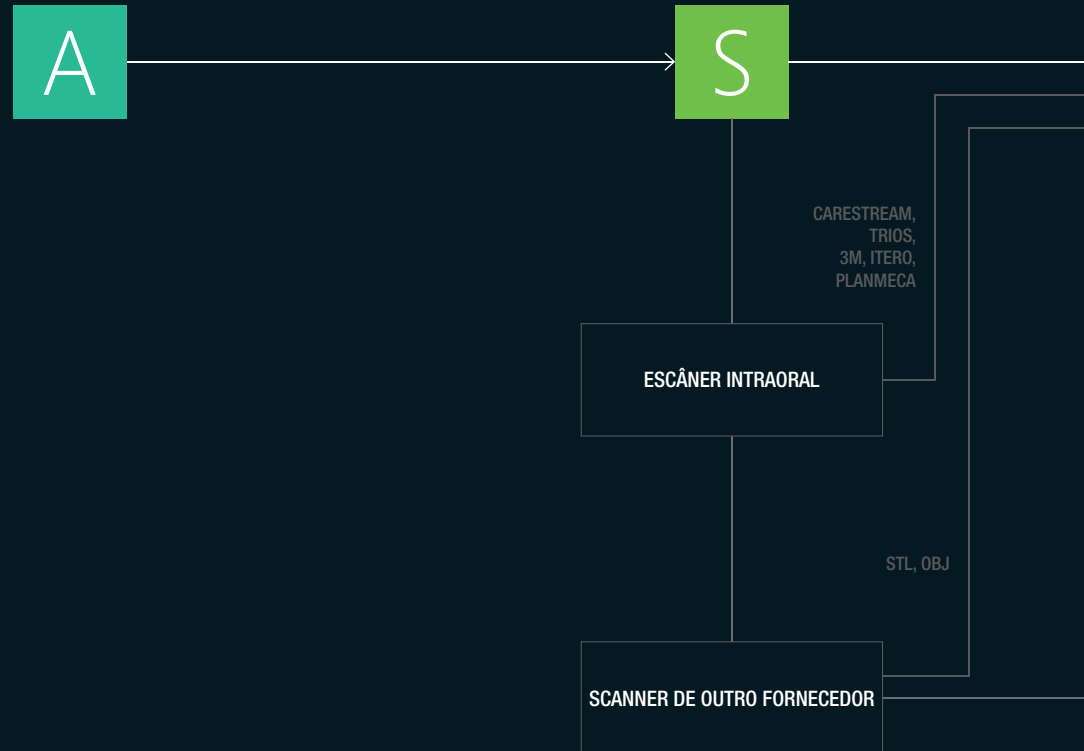 A
S
CARESTREAM,
TRIOS,
3M, ITERO,
PLANMECA
ESCÂNER INTRAORAL
STL, OBJ
SCANNER DE OUTRO FORNECEDOR